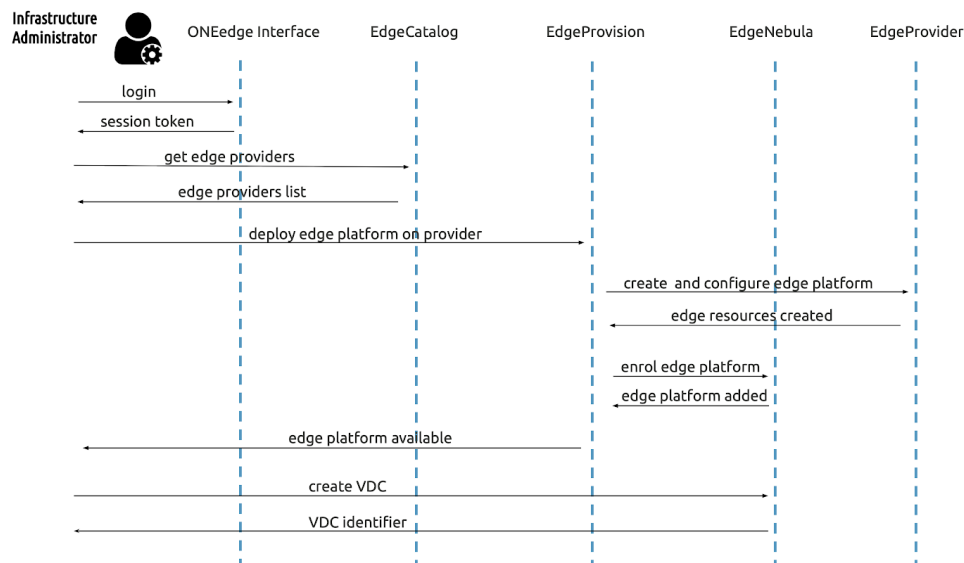 Infrastructure
Administrator
ONEedge Interface
EdgeCatalog
EdgeProvision
EdgeNebula
EdgeProvider
login
session token
get edge providers
edge providers list
deploy edge platform on provider
create and configure edge platform
edge resources created
enrol edge platform
edge platform added
edge platform available
create VDC
VDC identifier